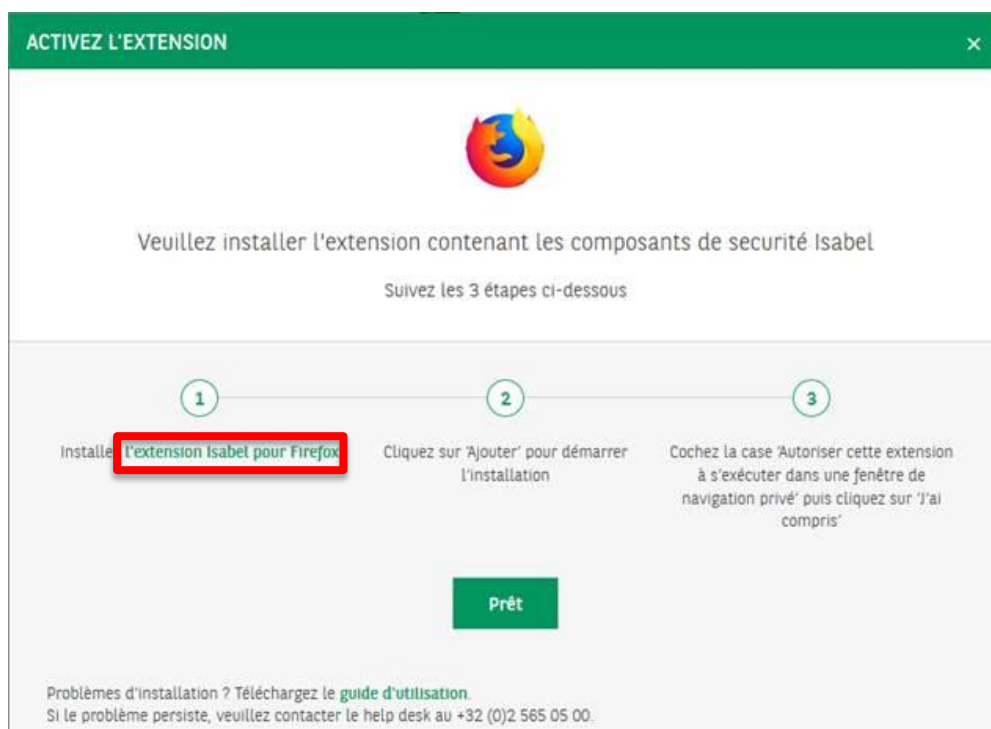 ACTIVEZ L'EXTENSION
×
Veuillez installer l'extension contenant les composants de securité Isabel
Suivez les 3 étapes ci-dessous
1
2
3
Installe l'extension Isabel pour Firefox
Cliquez sur 'Ajouter' pour démarrer
l'installation
Cochez la case 'Autoriser cette extension
à s'exécuter dans une fenêtre de
navigation privé' puis cliquez sur 'J'ai
compris'
Prêt
Problèmes d'installation ? Téléchargez le guide d'utilisation.
Si le problème persiste, veuillez contacter le help desk au +32 (0)2 565 05 00.